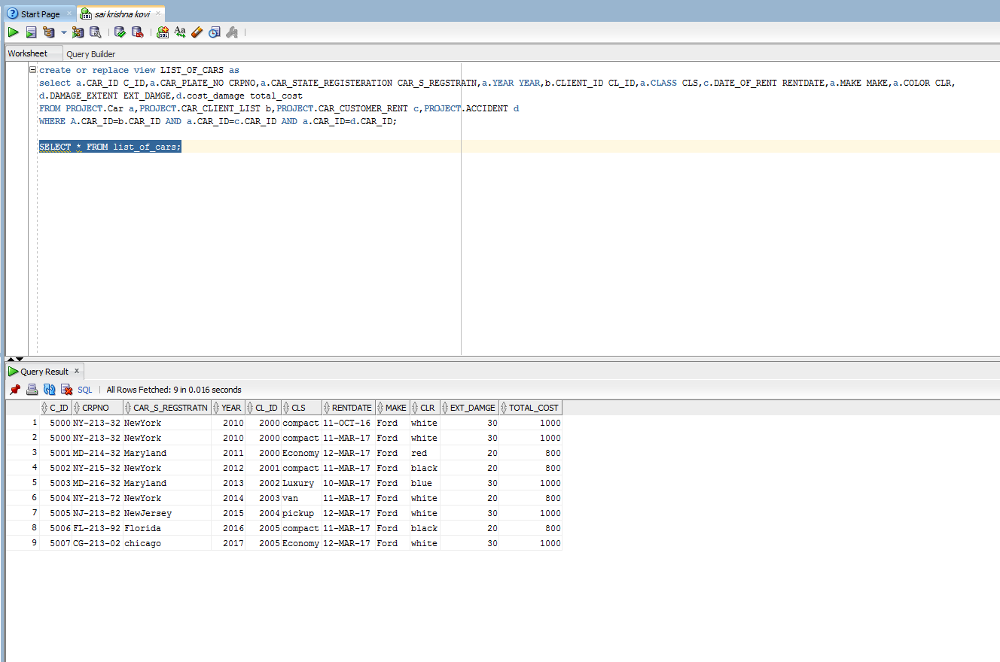 Start Page
sai krishna kovi
Worksheet Query Builder
create or replace view LIST_OF_CARS as
select a.CAR_ID C_ID,a.CAR_PLATE_NO CRPNO,a.CAR_STATE_REGISTERATION CAR_S_REGSTRATN,a.YEAR YEAR,b.CLIENT_ID CL_ID,a.CLASS CLS,c.DATE_OF_RENT RENTDATE,a.MAKE MAKE,a.COLOR CLR,
d.DAMAGE_EXTENT EXT_DAMGE,d.cost_damage total_cost
FROM PROJECT.Car a,PROJECT.CAR_CLIENT_LIST b,PROJECT.CAR_CUSTOMER_RENT c,PROJECT.ACCIDENT d
WHERE A.CAR_ID=b.CAR_ID AND a.CAR_ID=c.CAR_ID AND a.CAR_ID=d.CAR_ID;
SELECT * FROM list_of_cars;
Query Result x
SQL | All Rows Fetched: 9 in 0.016 seconds
C_ID CRPNO CAR_S_REGSTRATN YEAR CL_ID CLS RENTDATE MAKE CLR EXT_DAMGE TOTAL_COST
1 5000 NY-213-32 NewYork 2010 2000 compact 11-OCT-16 Ford white 30 1000
2 5000 NY-213-32 NewYork 2010 2000 compact 11-MAR-17 Ford white 30 1000
3 5001 MD-214-32 Maryland 2011 2000 Economy 12-MAR-17 Ford red 20 800
4 5002 NY-215-32 NewYork 2012 2001 compact 11-MAR-17 Ford black 20 800
5 5003 MD-216-32 Maryland 2013 2002 Luxury 10-MAR-17 Ford blue 30 1000
6 5004 NY-213-72 NewYork 2014 2003 van 11-MAR-17 Ford white 20 800
7 5005 NJ-213-82 NewJersey 2015 2004 pickup 12-MAR-17 Ford white 30 1000
8 5006 FL-213-92 Florida 2016 2005 compact 11-MAR-17 Ford black 20 800
9 5007 CG-213-02 chicago 2017 2005 Economy 12-MAR-17 Ford white 30 1000